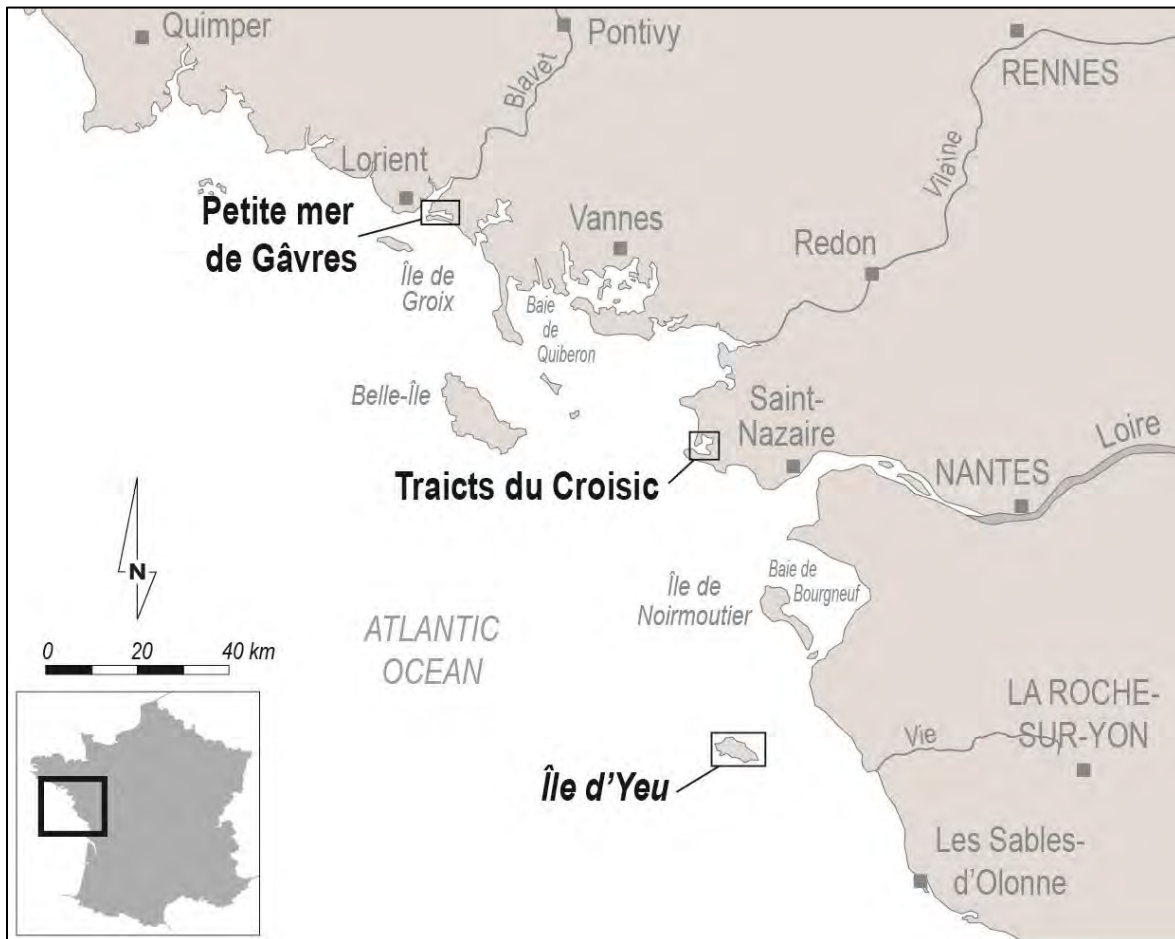 Quimper
Pontivy
RENNES
Blavet
Vilaine
Lorient
Petite mer
de Gâvres
Vannes
Redon
Île de
Groix
Baie
de
Quiberon
Belle-Île
Saint-
Nazaire
Loire
Traicts du Croisic
NANTES
N
Île de
Noirmoutier
Baie de
Bourgneuf
ATLANTIC
OCEAN
0 20 40 km
LA ROCHE-
SUR-YON
Vie
Île d'Yeu
Les Sables-
d'Olonne